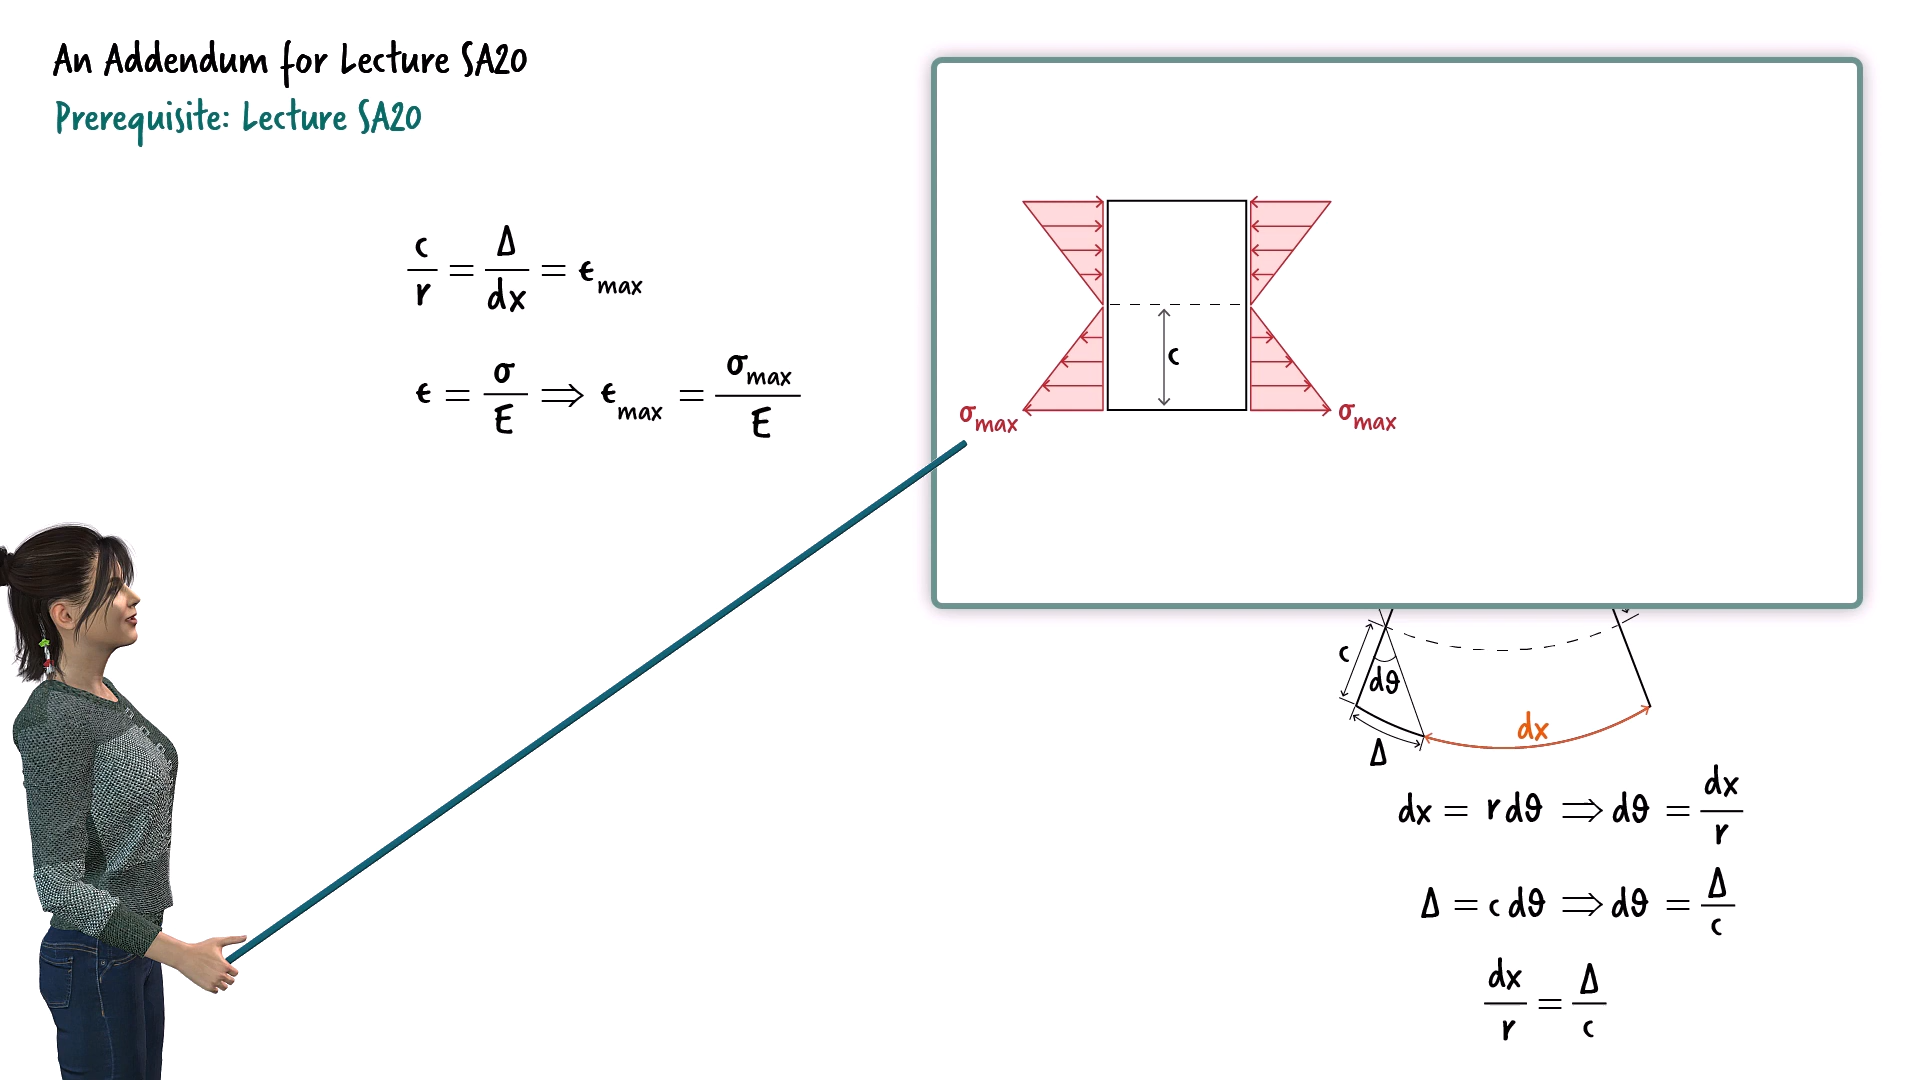 An Addendum for Lecture SA20
Prerequisite: Lecture SA20
c/r = Δ/dx = ϵmax
ϵ = σ/E ⟹ ϵmax = σmax/E
c
σmax
σmax
c
dϑ
dx
Δ
dx = r dϑ ⟹ dϑ = dx/r
Δ = c dϑ ⟹ dϑ = Δ/c
dx/r = Δ/c